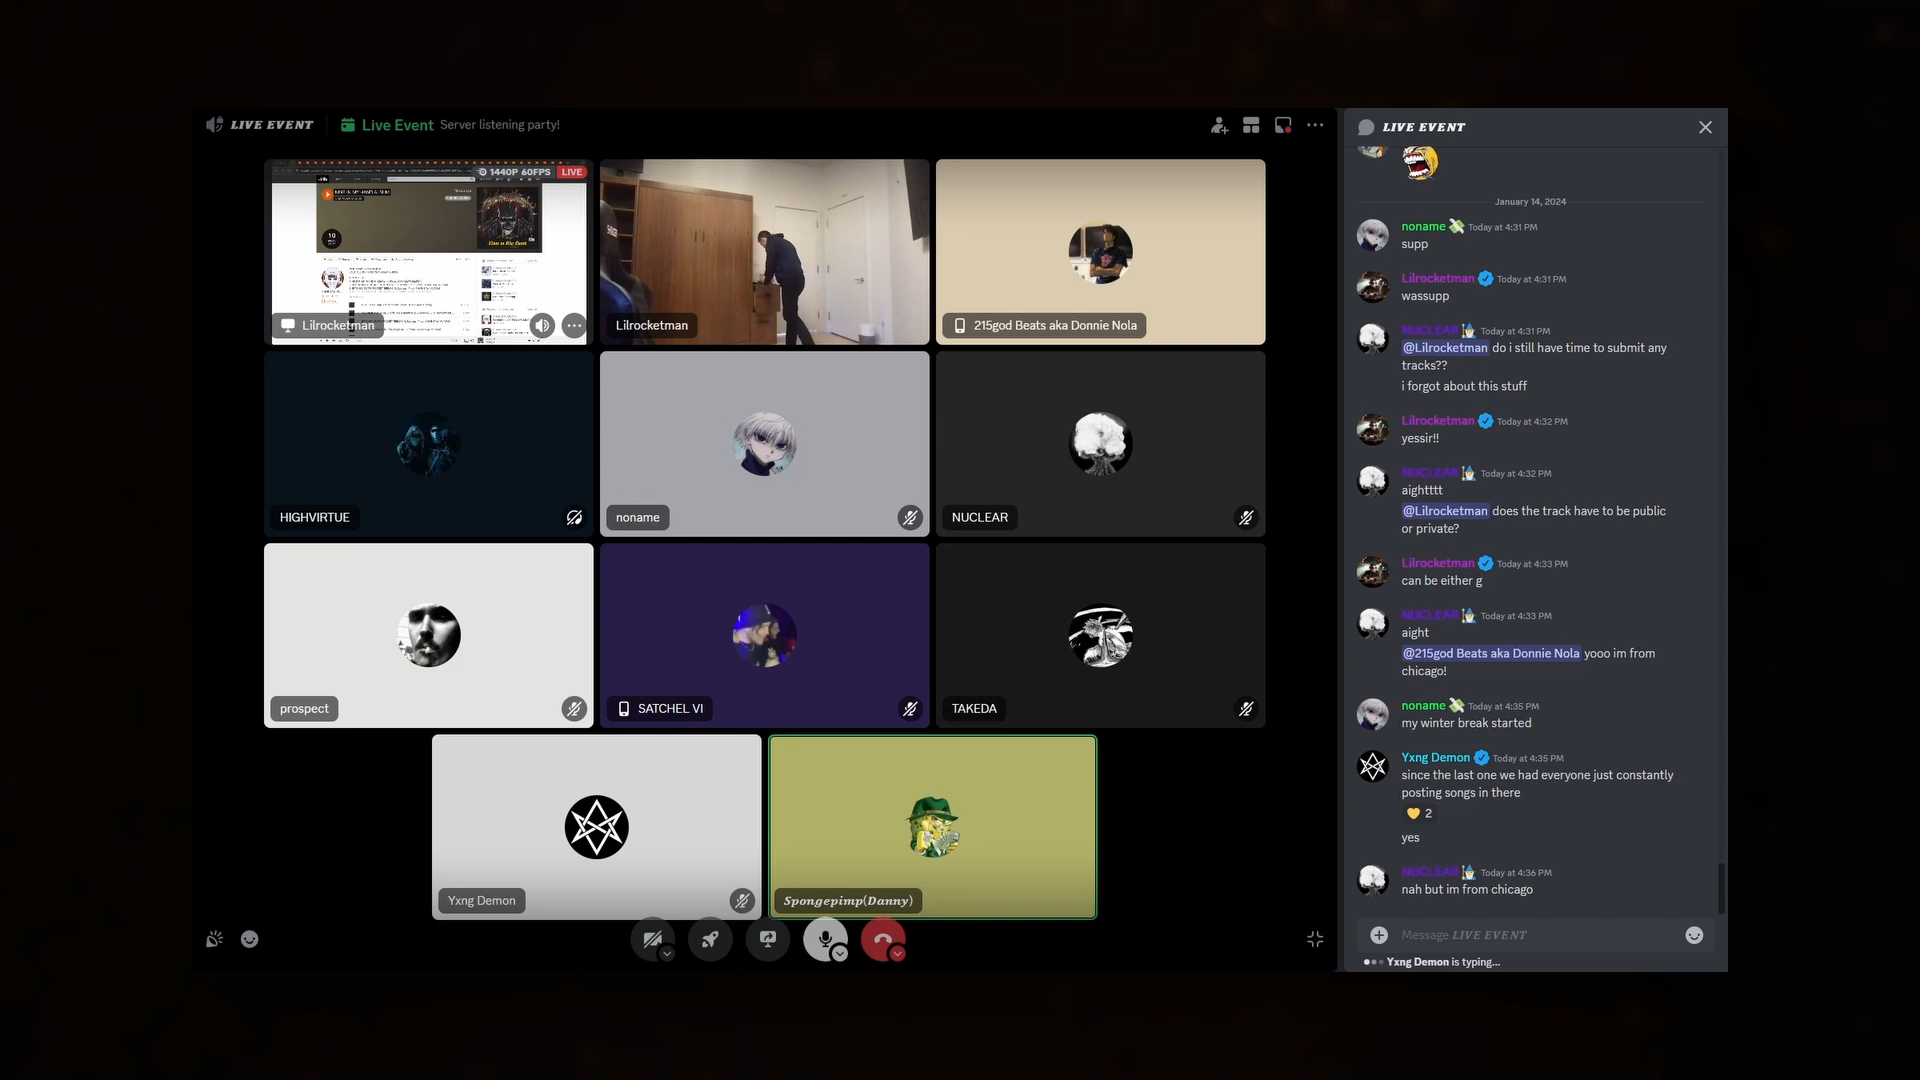 LIVE EVENT
Live Event Server listening party!
1440P 60FPS LIVE
Lilrocketman
Lilrocketman
215god Beats aka Donnie Nola
HIGHVIRTUE
noname
NUCLEAR
prospect
SATCHEL VI
TAKEDA
Yxng Demon
Spongepimp(Danny)
LIVE EVENT
January 14, 2024
noname Today at 4:31 PM
supp
Lilrocketman Today at 4:31 PM
wassupp
NUCLEAR Today at 4:31 PM
@Lilrocketman do i still have time to submit any
tracks??
i forgot about this stuff
Lilrocketman Today at 4:32 PM
yessir!!
NUCLEAR Today at 4:32 PM
aightttt
@Lilrocketman does the track have to be public
or private?
Lilrocketman Today at 4:33 PM
can be either g
NUCLEAR Today at 4:33 PM
aight
@215god Beats aka Donnie Nola yooo im from
chicago!
noname Today at 4:35 PM
my winter break started
Yxng Demon Today at 4:35 PM
since the last one we had everyone just constantly
posting songs in there
2
yes
NUCLEAR Today at 4:36 PM
nah but im from chicago
Message LIVE EVENT
Yxng Demon is typing...